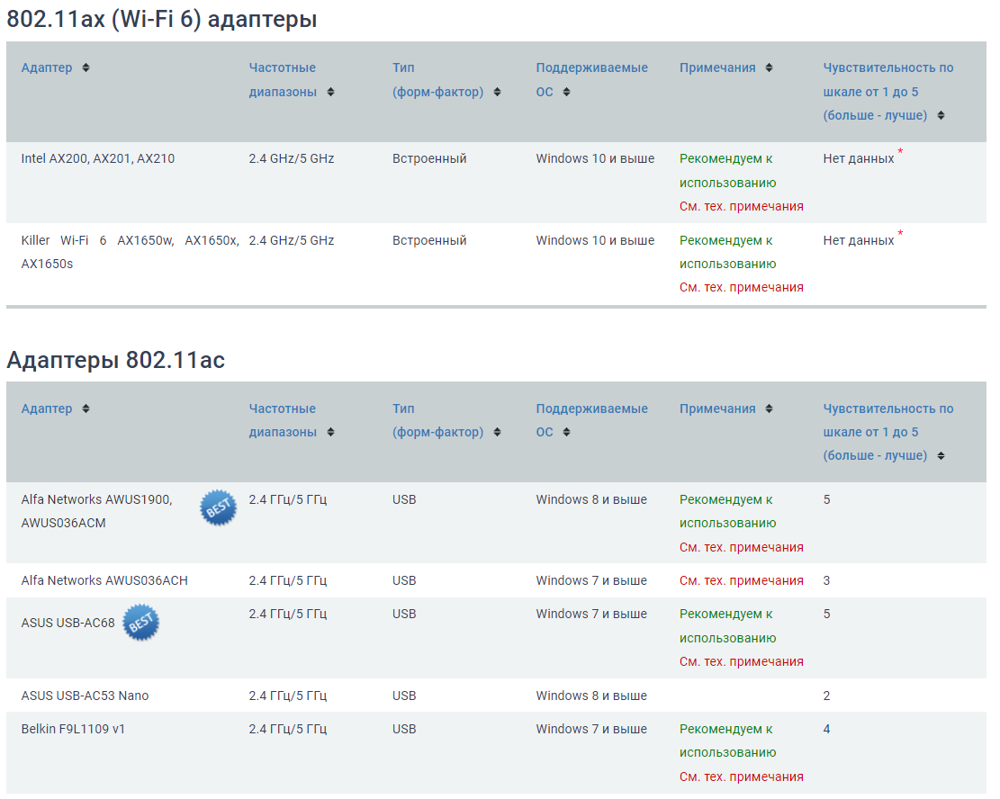 802.11ax (Wi-Fi 6) адаптеры
Адаптер
Частотные
диапазоны
Тип
(форм-фактор)
Поддерживаемые
ОС
Примечания
Чувствительность по
шкале от 1 до 5
(больше - лучше)
Intel AX200, AX201, AX210
2.4 GHz/5 GHz
Встроенный
Windows 10 и выше
Рекомендуем к
использованию
См. тех. примечания
Нет данных *
Killer Wi-Fi 6 AX1650w, AX1650x,
AX1650s
2.4 GHz/5 GHz
Встроенный
Windows 10 и выше
Рекомендуем к
использованию
См. тех. примечания
Нет данных *
Адаптеры 802.11ac
Адаптер
Частотные
диапазоны
Тип
(форм-фактор)
Поддерживаемые
ОС
Примечания
Чувствительность по
шкале от 1 до 5
(больше - лучше)
Alfa Networks AWUS1900,
AWUS036ACM
BEST
2.4 ГГц/5 ГГц
USB
Windows 8 и выше
Рекомендуем к
использованию
См. тех. примечания
5
Alfa Networks AWUS036ACH
2.4 ГГц/5 ГГц
USB
Windows 7 и выше
См. тех. примечания
3
ASUS USB-AC68
BEST
2.4 ГГц/5 ГГц
USB
Windows 7 и выше
Рекомендуем к
использованию
См. тех. примечания
5
ASUS USB-AC53 Nano
2.4 ГГц/5 ГГц
USB
Windows 8 и выше
2
Belkin F9L1109 v1
2.4 ГГц/5 ГГц
USB
Windows 7 и выше
Рекомендуем к
использованию
См. тех. примечания
4